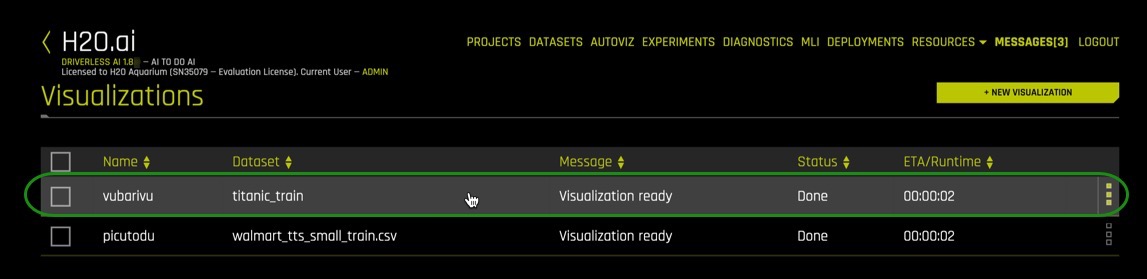 H2O.ai
PROJECTS DATASETS AUTOVIZ EXPERIMENTS DIAGNOSTICS MLI DEPLOYMENTS RESOURCES MESSAGES[3] LOGOUT
DRIVERLESS AI 1.8 – AI TO DO AI
Licensed to H2O Aquarium (SN35079 – Evaluation License). Current User – ADMIN
Visualizations
+ NEW VISUALIZATION
Name Dataset Message Status ETA/Runtime
vubarivu titanic_train Visualization ready Done 00:00:02
picutodu walmart_tts_small_train.csv Visualization ready Done 00:00:02